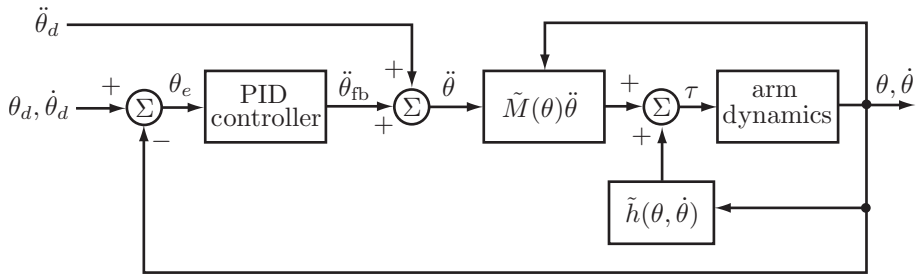 θ̈_d
θ_d, θ̇_d
+
Σ
−
θ_e
PID
controller
θ̈_fb
+
+
Σ
θ̈
M̃(θ)θ̈
+
+
Σ
τ
arm
dynamics
θ, θ̇
h̃(θ, θ̇)